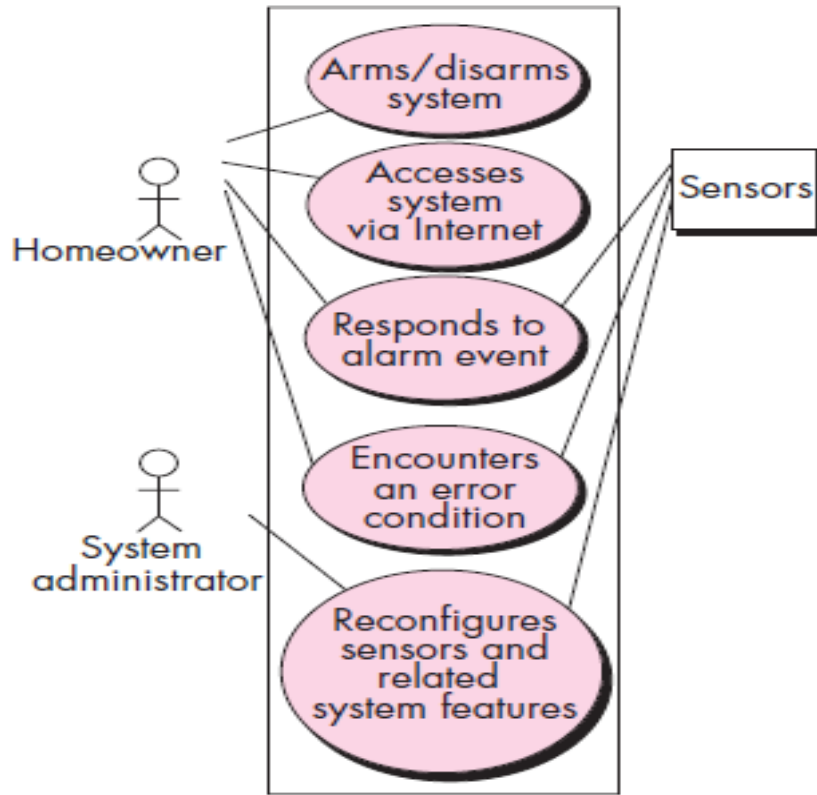 Arms/disarms
system
Accesses
system
via Internet
Sensors
Homeowner
Responds to
alarm event
Encounters
an error
condition
System
administrator
Reconfigures
sensors and
related
system features